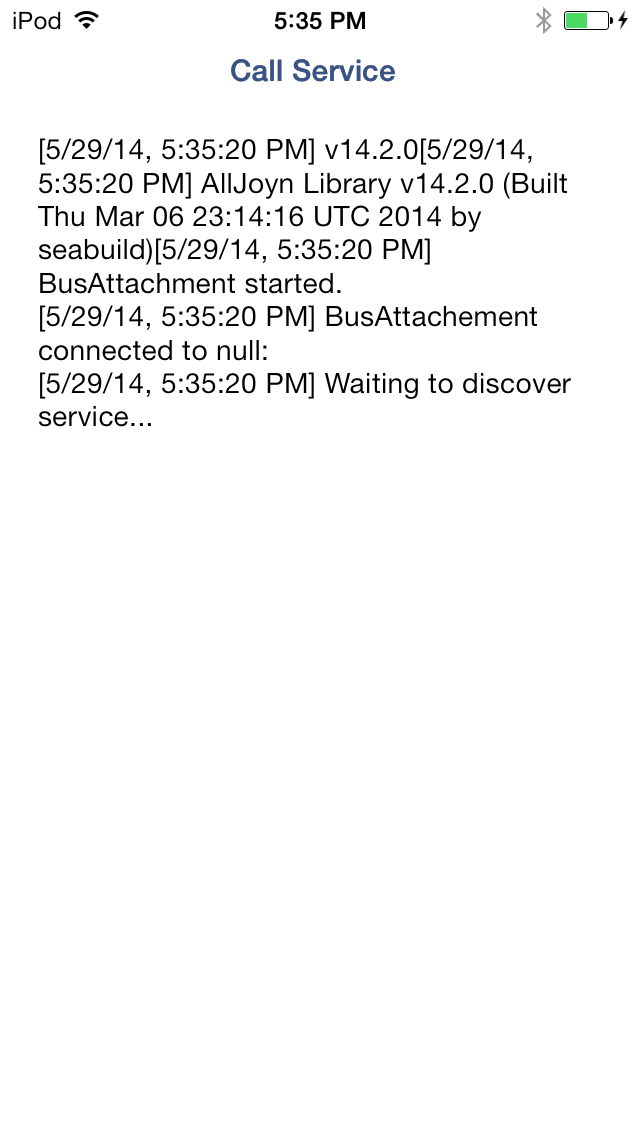 iPod 5:35 PM
Call Service
[5/29/14, 5:35:20 PM] v14.2.0[5/29/14,
5:35:20 PM] AllJoyn Library v14.2.0 (Built
Thu Mar 06 23:14:16 UTC 2014 by
seabuild)[5/29/14, 5:35:20 PM]
BusAttachment started.
[5/29/14, 5:35:20 PM] BusAttachement
connected to null:
[5/29/14, 5:35:20 PM] Waiting to discover
service...